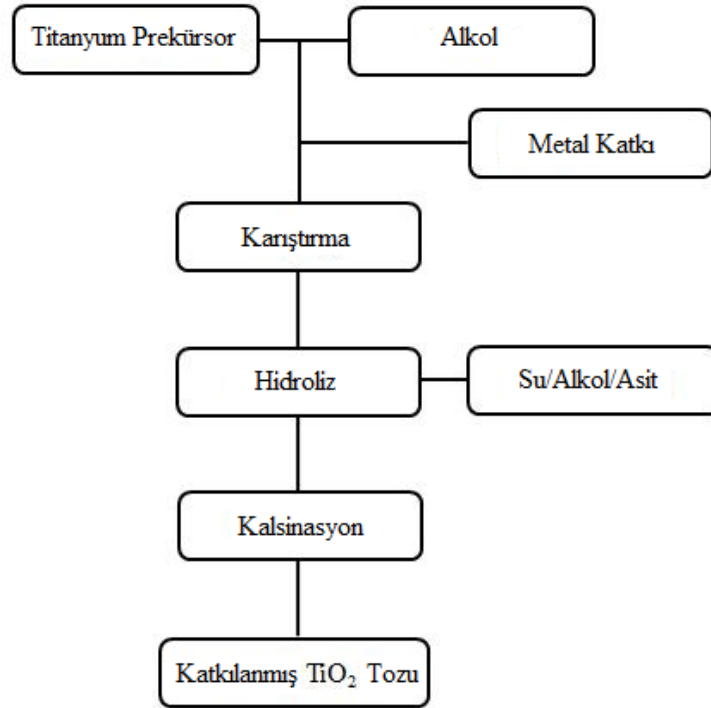 Titanyum Prekürsor
Alkol
Metal Katkı
Karıştırma
Hidroliz
Su/Alkol/Asit
Kalsinasyon
Katkılanmış TiO₂ Tozu